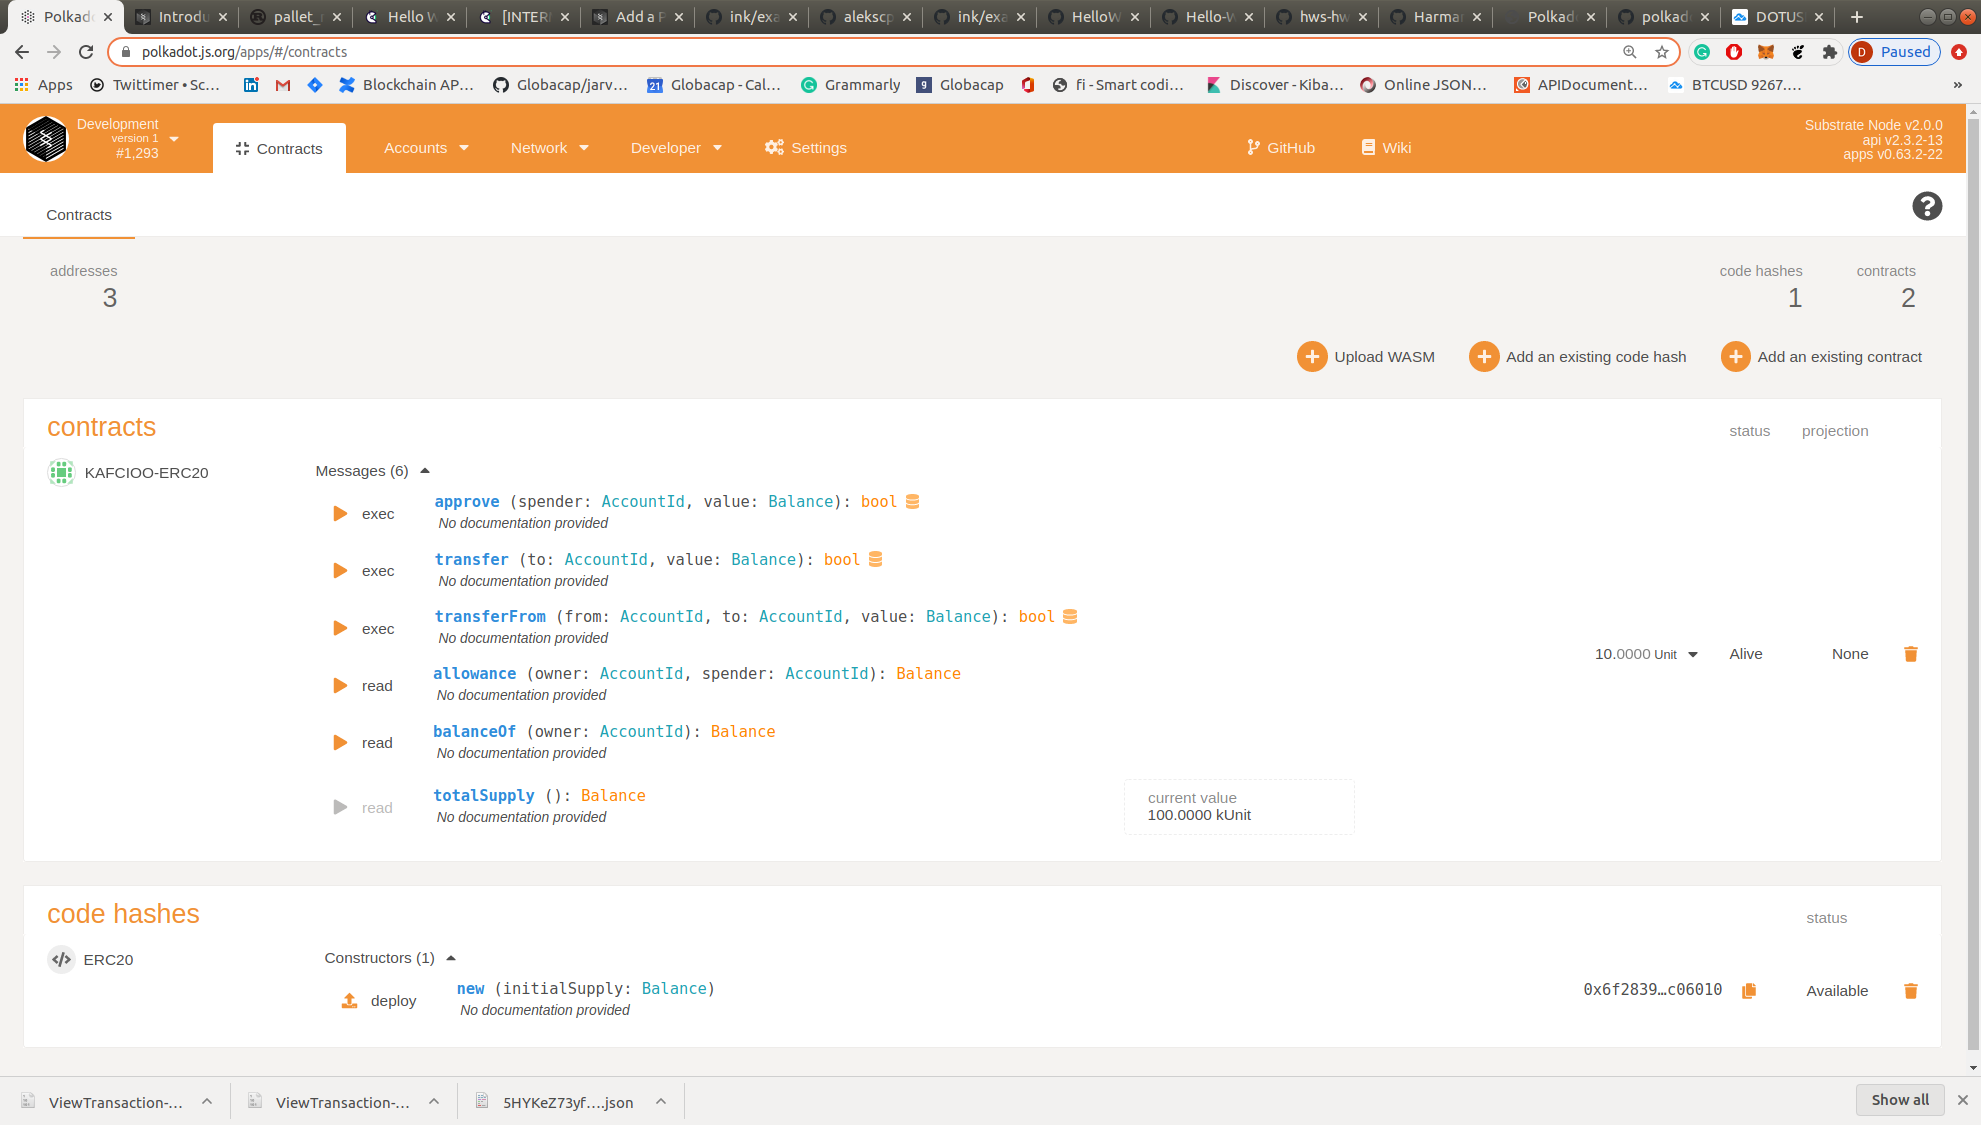 Polkado
Introdu
pallet_
Hello W
[INTER
Add a P
ink/exa
alekscp
ink/exa
HelloW
Hello-W
hws-hw
Harman
Polkado
polkado
DOTUS
polkadot.js.org/apps/#/contracts
D Paused
Apps
Twittimer • Sc...
Blockchain AP...
Globacap/jarv...
21 Globacap - Cal...
Grammarly
g Globacap
fi - Smart codi...
Discover - Kiba...
Online JSON...
APIDocument...
BTCUSD 9267....
»
Development
version 1
#1,293
Contracts
Accounts
Network
Developer
Settings
GitHub
Wiki
Substrate Node v2.0.0
api v2.3.2-13
apps v0.63.2-22
Contracts
addresses
3
code hashes
1
contracts
2
Upload WASM
Add an existing code hash
Add an existing contract
contracts
status
projection
KAFCIOO-ERC20
Messages (6)
exec
approve (spender: AccountId, value: Balance): bool
No documentation provided
exec
transfer (to: AccountId, value: Balance): bool
No documentation provided
exec
transferFrom (from: AccountId, to: AccountId, value: Balance): bool
No documentation provided
10.0000 Unit
Alive
None
read
allowance (owner: AccountId, spender: AccountId): Balance
No documentation provided
read
balanceOf (owner: AccountId): Balance
No documentation provided
read
totalSupply (): Balance
No documentation provided
current value
100.0000 kUnit
code hashes
status
ERC20
Constructors (1)
deploy
new (initialSupply: Balance)
No documentation provided
0x6f2839…c06010
Available
ViewTransaction-...
ViewTransaction-...
5HYKeZ73yf....json
Show all